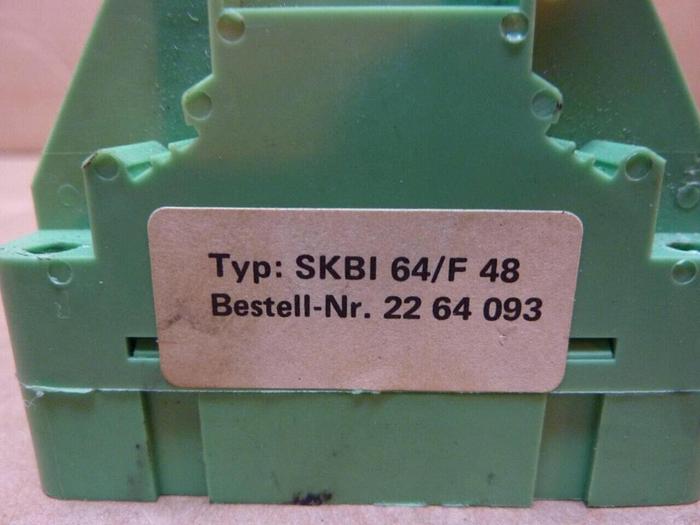 Typ: SKBI 64/F 48
Bestell-Nr. 22 64 093